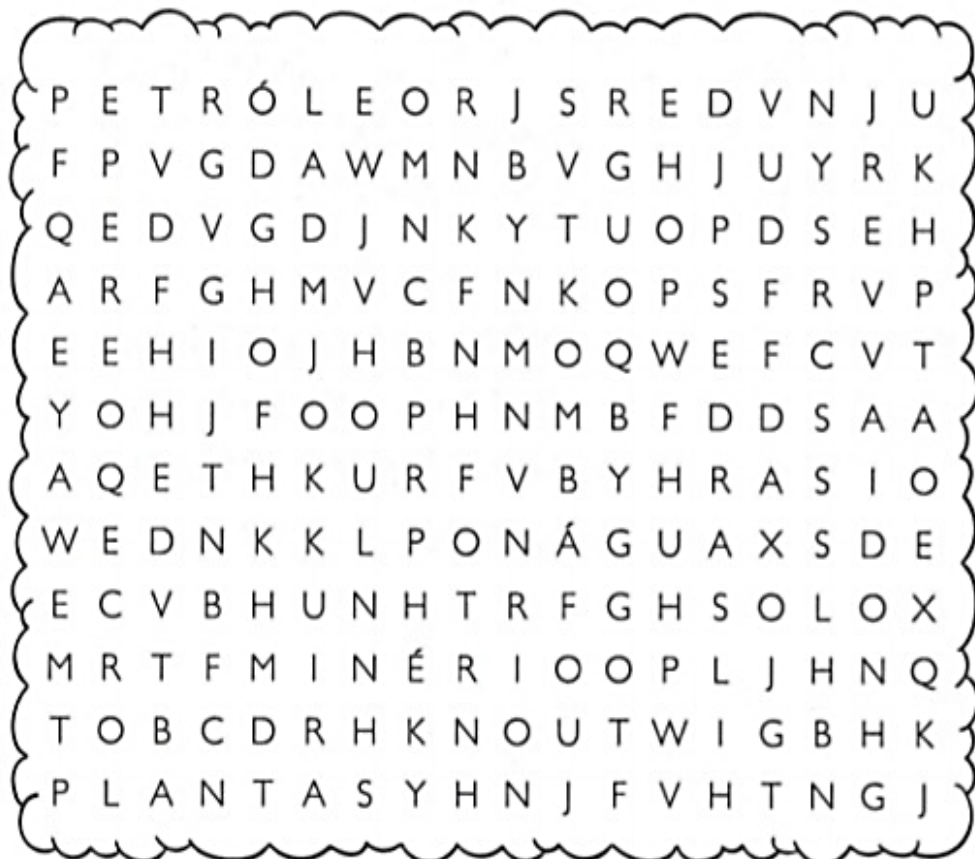 P E T R Ó L E O R J S R E D V N J U
F P V G D A W M N B V G H J U Y R K
Q E D V G D J N K Y T U O P D S E H
A R F G H M V C F N K O P S F R V P
E E H I O J H B N M O Q W E F C V T
Y O H J F O O P H N M B F D D S A A
A Q E T H K U R F V B Y H R A S I O
W E D N K K L P O N Á G U A X S D E
E C V B H U N H T R F G H S O L O X
M R T F M I N É R I O O P L J H N Q
T O B C D R H K N O U T W I G B H K
P L A N T A S Y H N J F V H T N G J